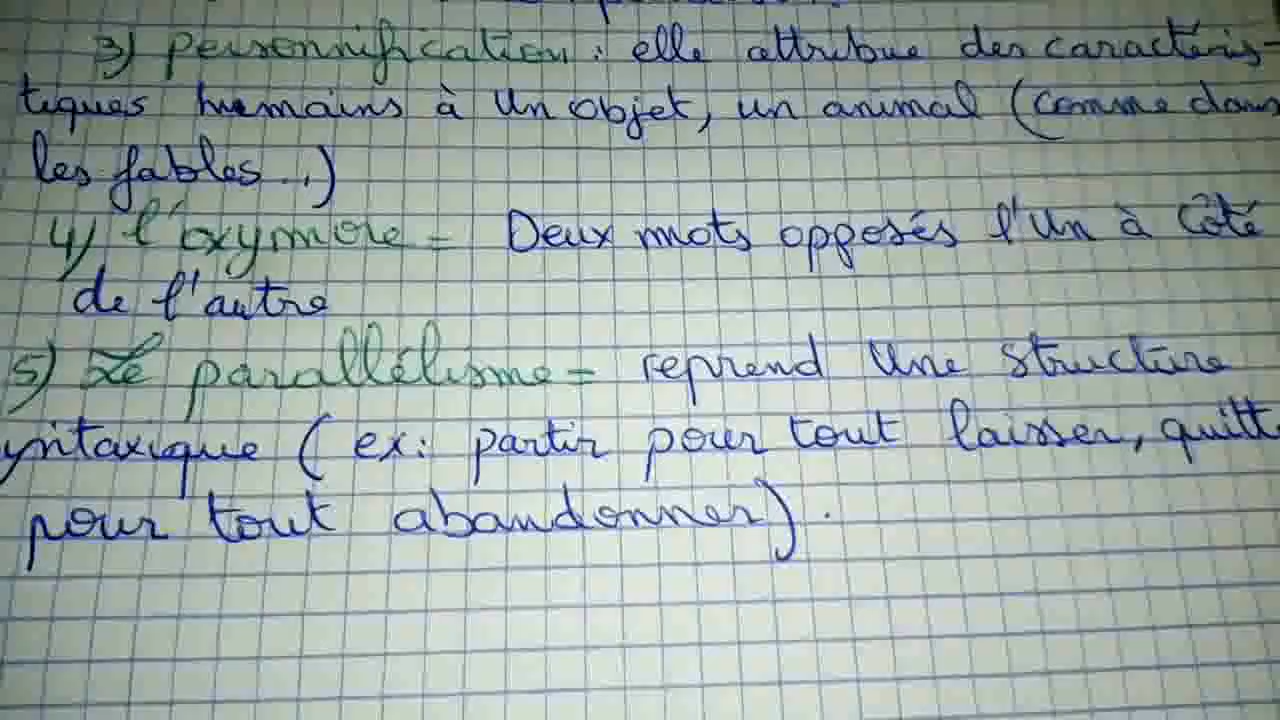 3) personnification : elle attribue des caractéris-
tiques humains à un objet, un animal (comme dans
les fables...)
4) l'oxymore = Deux mots opposés l'un à côté
de l'autre
5) Le parallélisme = reprend une structure
yntaxique (ex: partir pour tout laisser, quitt
pour tout abandonner).